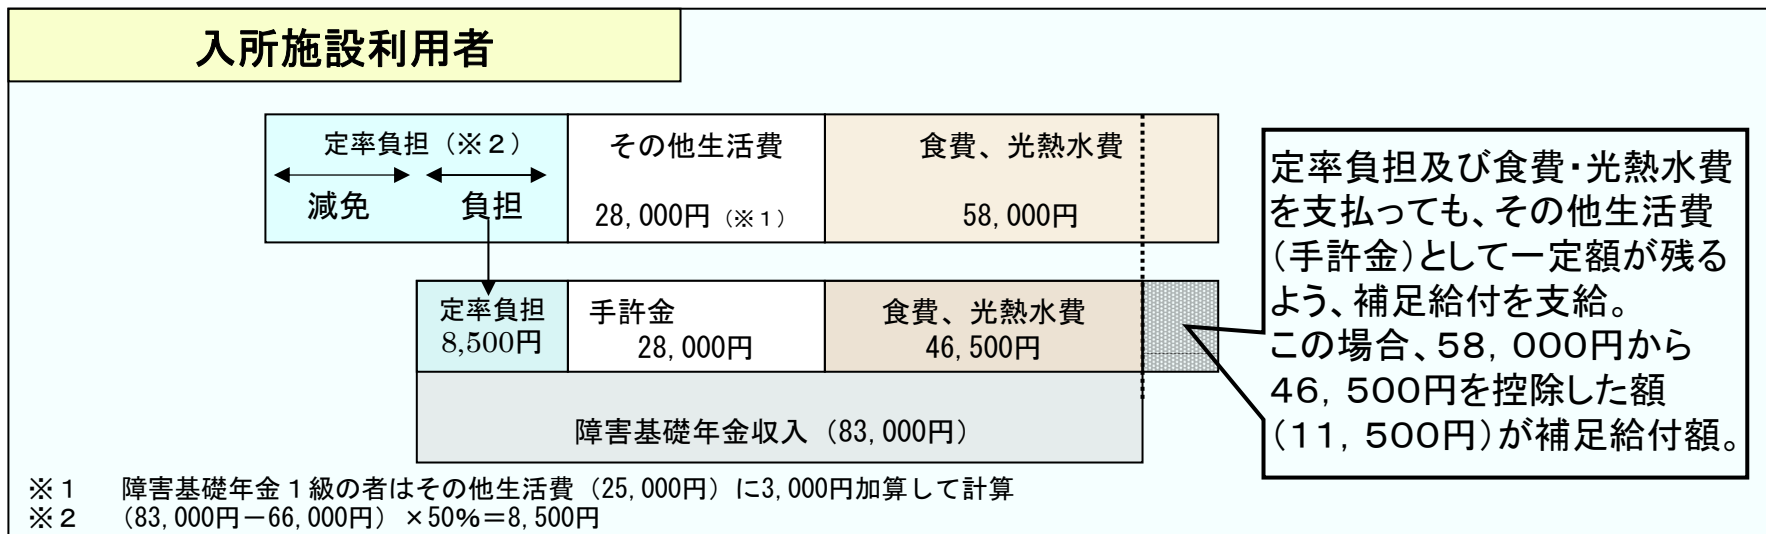 入所施設利用者
定率負担（※２）
減免
負担
その他生活費
28,000円（※１）
食費、光熱水費
58,000円
定率負担
8,500円
手許金
28,000円
食費、光熱水費
46,500円
障害基礎年金収入（83,000円）
定率負担及び食費・光熱水費
を支払っても、その他生活費
（手許金）として一定額が残る
よう、補足給付を支給。
この場合、５８，０００円から
４６，５００円を控除した額
（１１，５００円）が補足給付額。
※１　障害基礎年金１級の者はその他生活費（25,000円）に3,000円加算して計算
※２　（83,000円－66,000円）×50％＝8,500円